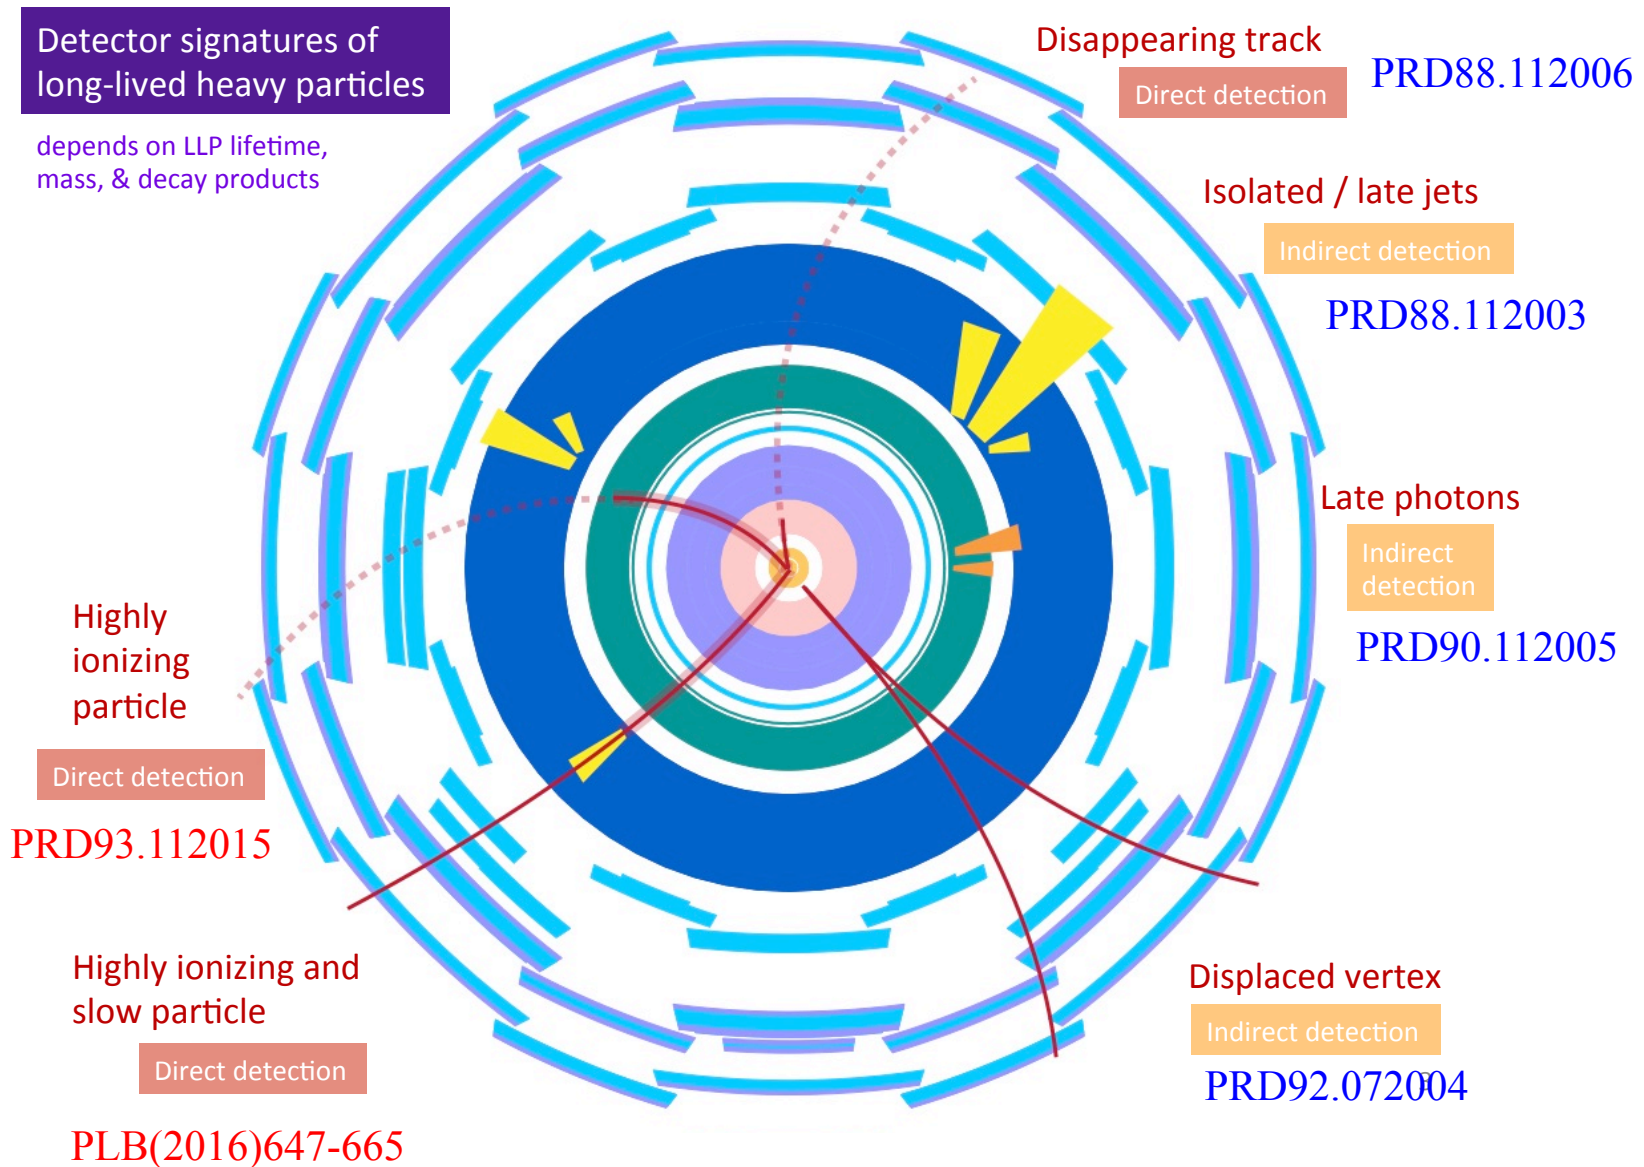 Detector signatures of
long-lived heavy particles
depends on LLP lifetime,
mass, & decay products
Disappearing track
Direct detection
PRD88.112006
Isolated / late jets
Indirect detection
PRD88.112003
Late photons
Indirect
detection
PRD90.112005
Highly
ionizing
particle
Direct detection
PRD93.112015
Highly ionizing and
slow particle
Direct detection
PLB(2016)647-665
Displaced vertex
Indirect detection
PRD92.072004